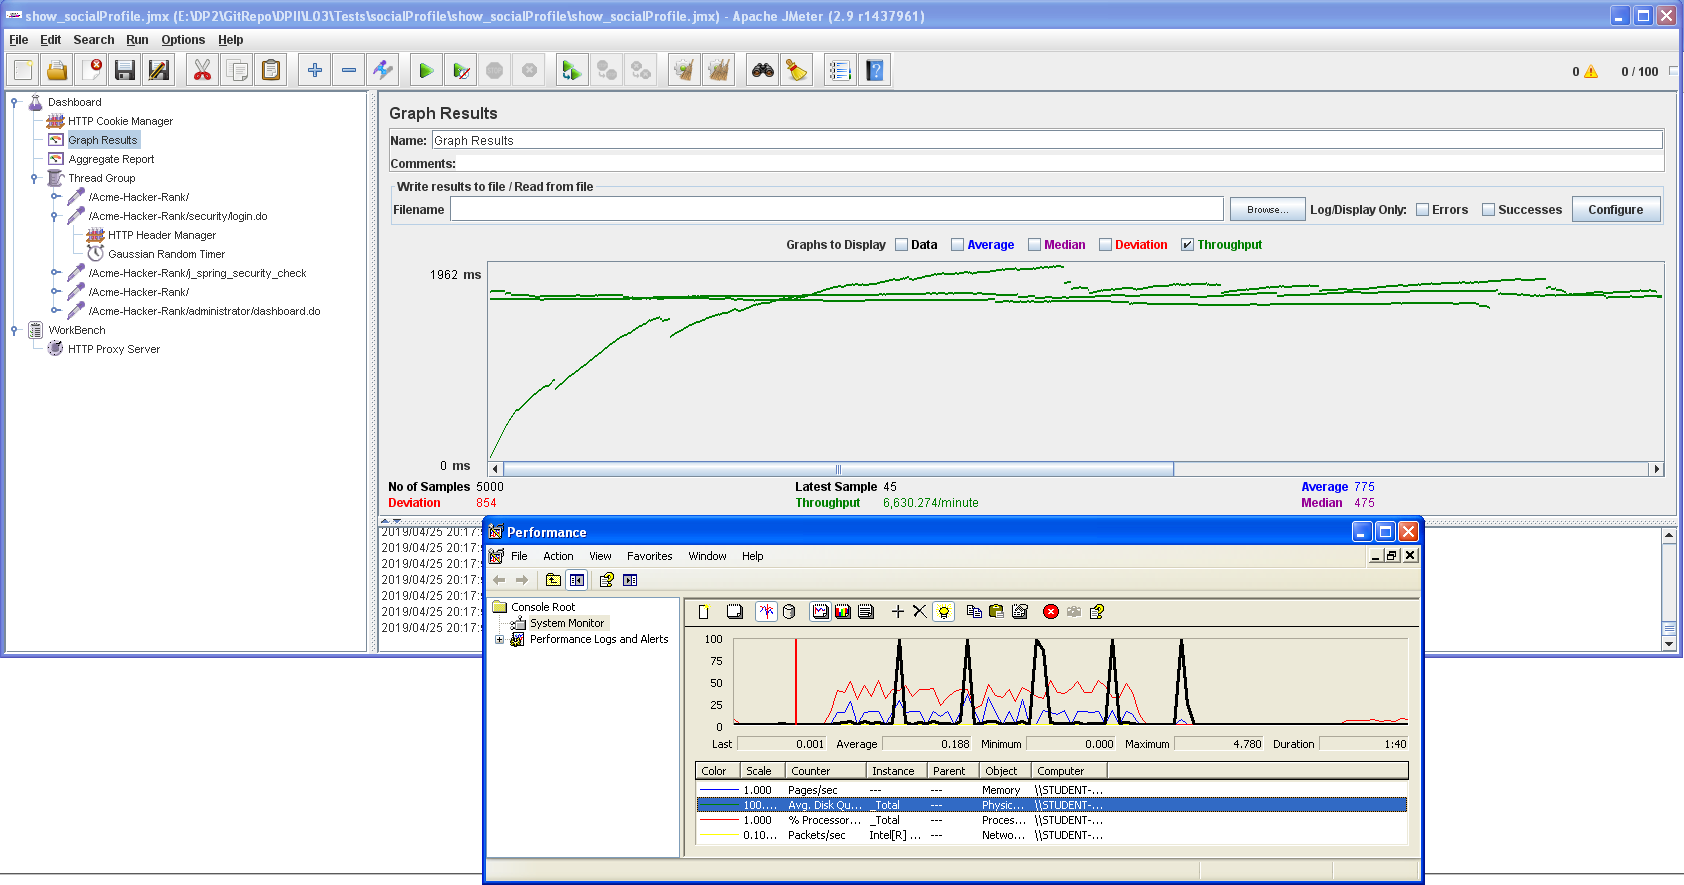 show_socialProfile.jmx (E:\DP2\GitRepo\DPII\L03\Tests\socialProfile\show_socialProfile\show_socialProfile.jmx) - Apache JMeter (2.9 r1437961)
File Edit Search Run Options Help
0 0 / 100
Dashboard
HTTP Cookie Manager
Graph Results
Aggregate Report
Thread Group
/Acme-Hacker-Rank/
/Acme-Hacker-Rank/security/login.do
HTTP Header Manager
Gaussian Random Timer
/Acme-Hacker-Rank/j_spring_security_check
/Acme-Hacker-Rank/
/Acme-Hacker-Rank/administrator/dashboard.do
WorkBench
HTTP Proxy Server
Graph Results
Name: Graph Results
Comments:
Write results to file / Read from file
Filename Browse... Log/Display Only: Errors Successes Configure
Graphs to Display Data Average Median Deviation Throughput
1962 ms
0 ms
No of Samples 5000 Latest Sample 45 Average 775
Deviation 854 Throughput 6,630.274/minute Median 475
2019/04/25 20:17:
2019/04/25 20:17:
2019/04/25 20:17:
2019/04/25 20:17:
2019/04/25 20:17:
2019/04/25 20:17:
2019/04/25 20:17:
Performance
File Action View Favorites Window Help
Console Root
System Monitor
Performance Logs and Alerts
100
75
50
25
0
Last 0.001 Average 0.188 Minimum 0.000 Maximum 4.780 Duration 1:40
Color Scale Counter Instance Parent Object Computer
1.000 Pages/sec --- --- Memory \\STUDENT-...
100.... Avg. Disk Qu... _Total --- Physic... \\STUDENT-...
1.000 % Processor... _Total --- Proces... \\STUDENT-...
0.10... Packets/sec Intel[R] ... --- Netwo... \\STUDENT-...